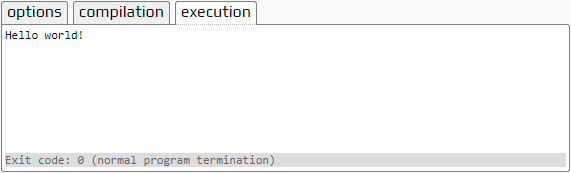 options compilation execution
Hello world!
Exit code: 0 (normal program termination)